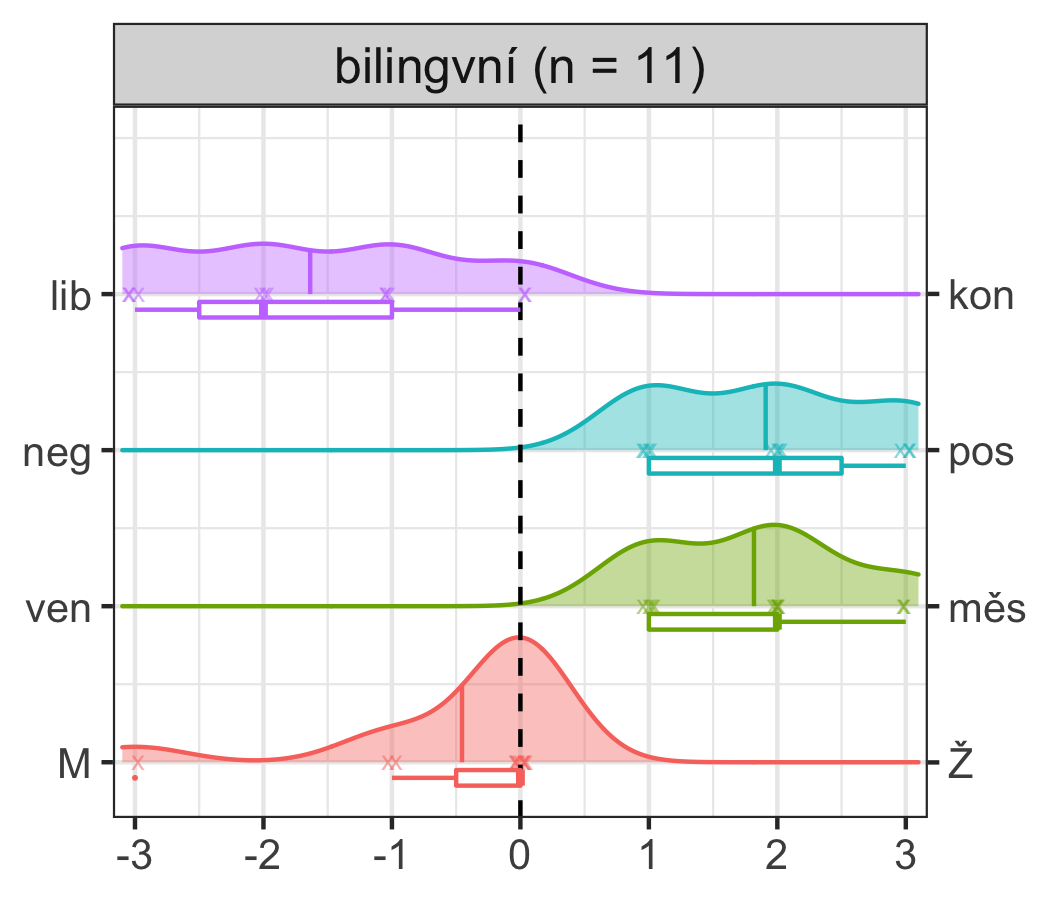 bilingvní (n = 11)
lib kon
neg pos
ven měs
M Ž
-3 -2 -1 0 1 2 3